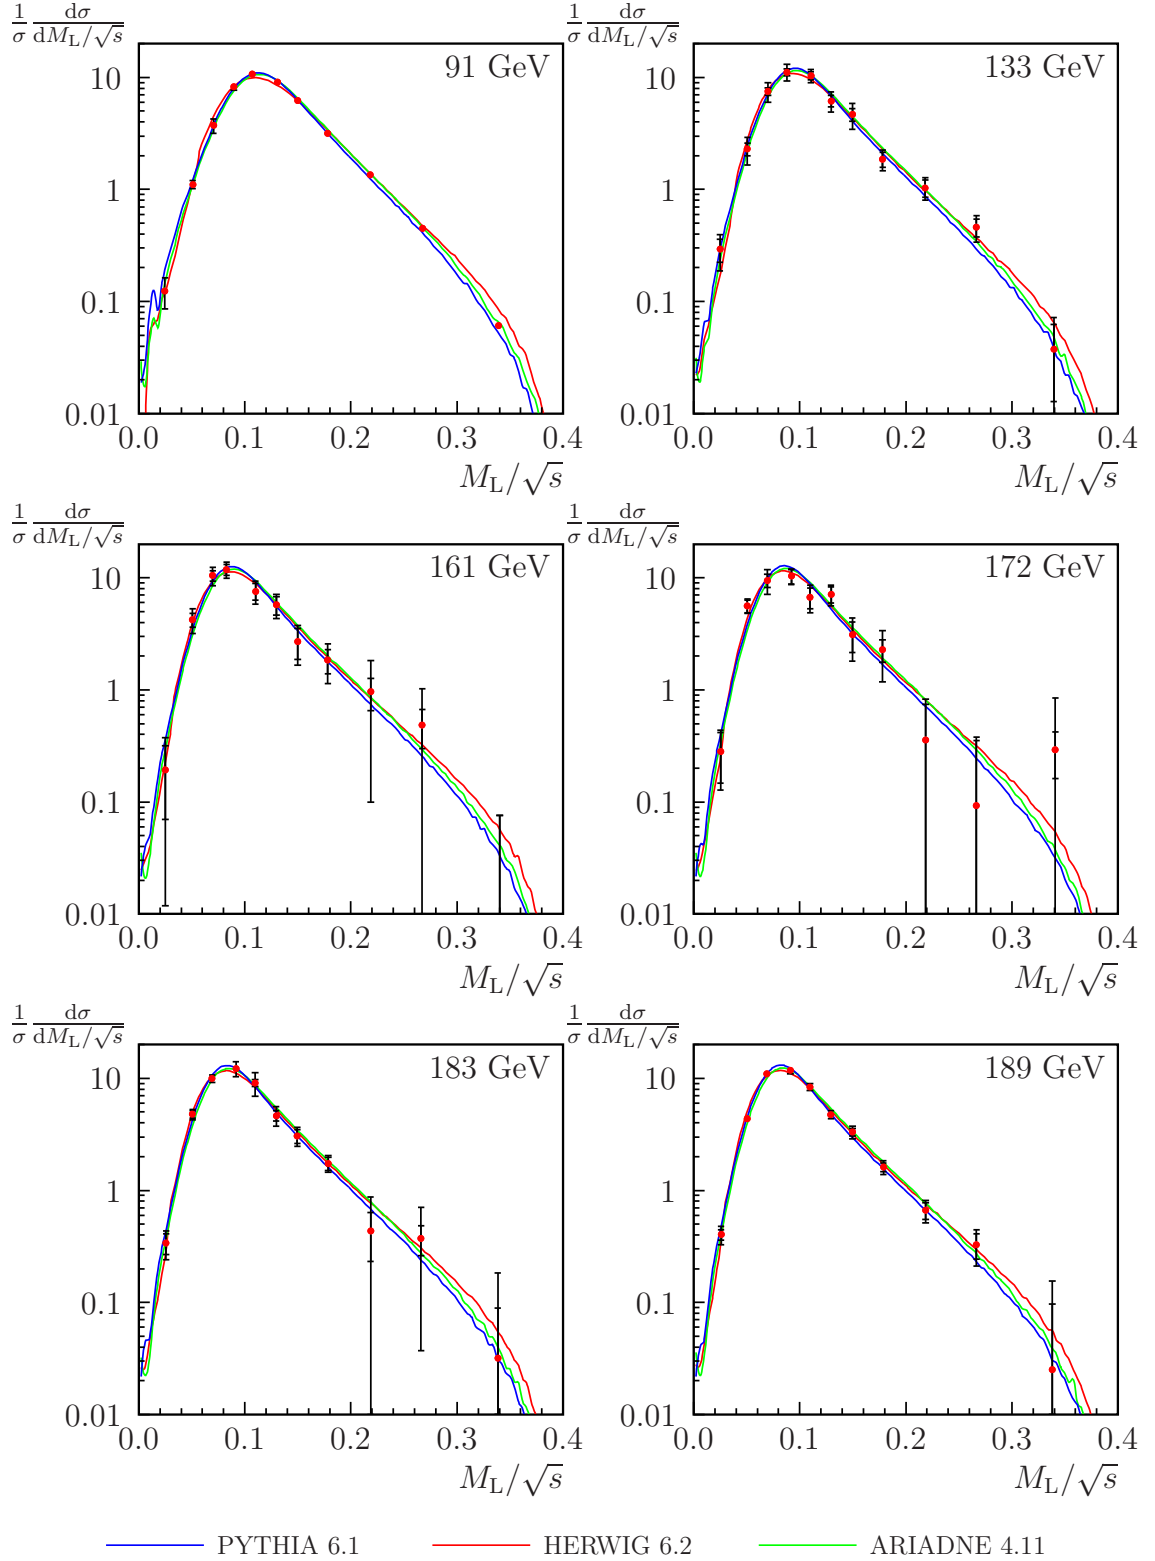 1/σ dσ/dM_L/√s 1/σ dσ/dM_L/√s
91 GeV 133 GeV
10 10
1 1
0.1 0.1
0.01 0.01
0.0 0.1 0.2 0.3 0.4 0.0 0.1 0.2 0.3 0.4
M_L/√s M_L/√s
1/σ dσ/dM_L/√s 1/σ dσ/dM_L/√s
161 GeV 172 GeV
10 10
1 1
0.1 0.1
0.01 0.01
0.0 0.1 0.2 0.3 0.4 0.0 0.1 0.2 0.3 0.4
M_L/√s M_L/√s
1/σ dσ/dM_L/√s 1/σ dσ/dM_L/√s
183 GeV 189 GeV
10 10
1 1
0.1 0.1
0.01 0.01
0.0 0.1 0.2 0.3 0.4 0.0 0.1 0.2 0.3 0.4
M_L/√s M_L/√s
PYTHIA 6.1 HERWIG 6.2 ARIADNE 4.11